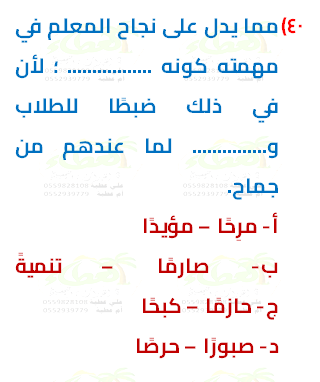 ٤٠) مما يدل على نجاح المعلم في
مهمته كونه ................. ؛ لأن
في ذلك ضبطًا للطلاب
و............... لما عندهم من
جماح.
أ- مرِحًا – مؤيدًا
ب- صارمًا – تنميةً
ج- حازمًا – كبحًا
د- صبورًا – حرصًا